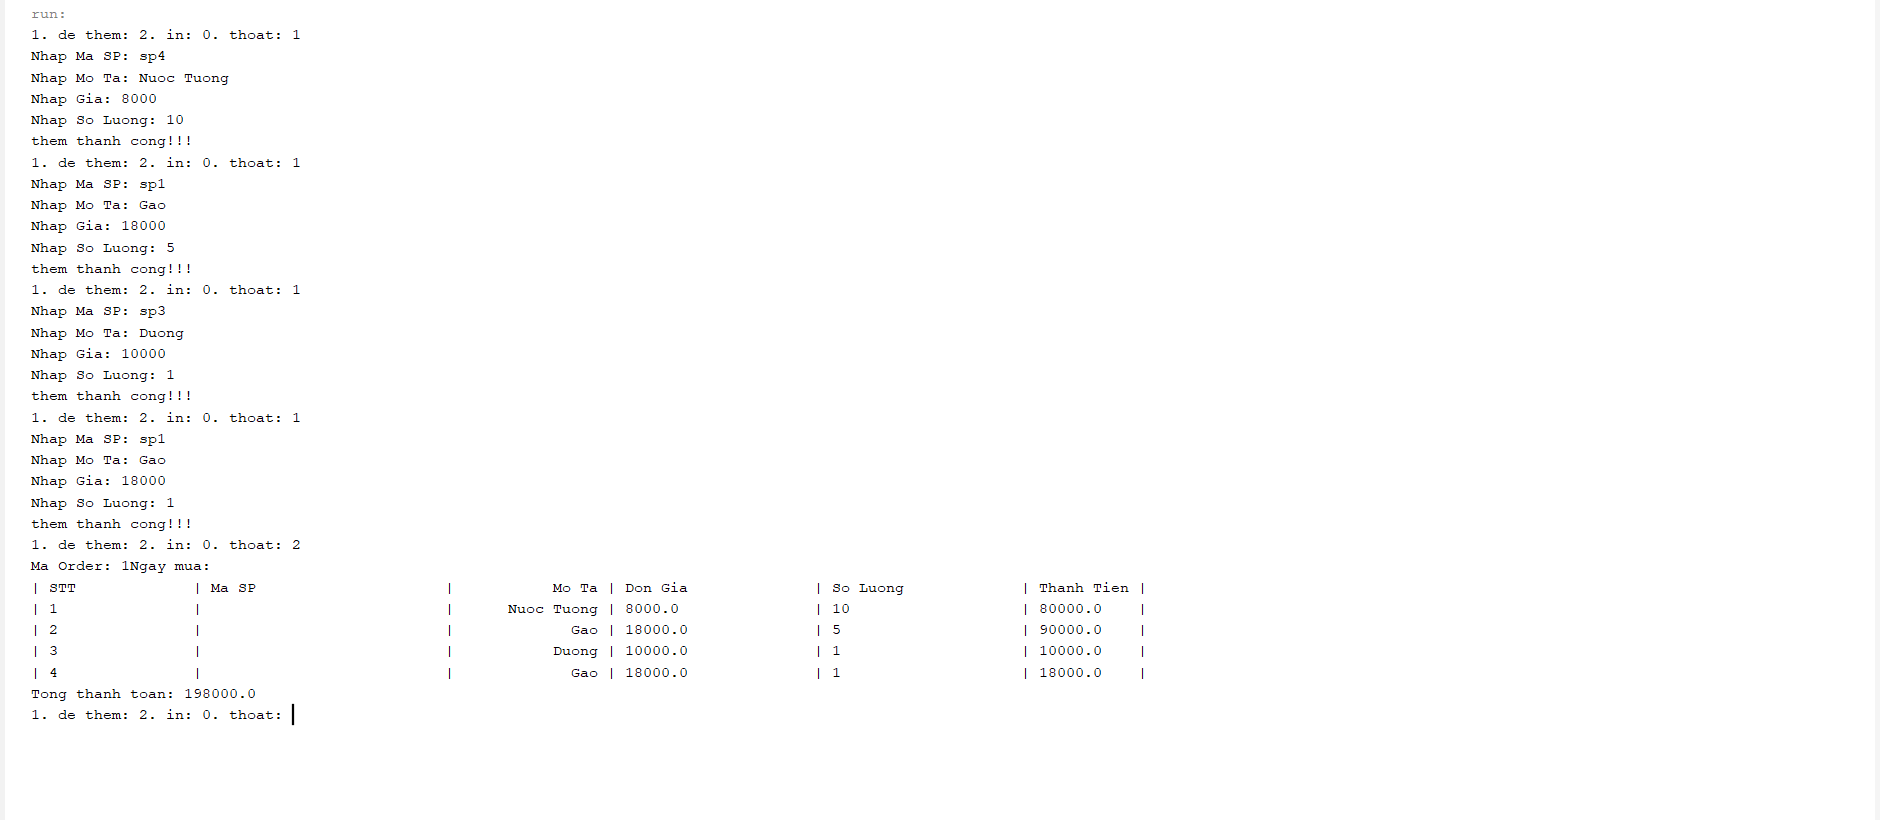 run:
1. de them: 2. in: 0. thoat: 1
Nhap Ma SP: sp4
Nhap Mo Ta: Nuoc Tuong
Nhap Gia: 8000
Nhap So Luong: 10
them thanh cong!!!
1. de them: 2. in: 0. thoat: 1
Nhap Ma SP: sp1
Nhap Mo Ta: Gao
Nhap Gia: 18000
Nhap So Luong: 5
them thanh cong!!!
1. de them: 2. in: 0. thoat: 1
Nhap Ma SP: sp3
Nhap Mo Ta: Duong
Nhap Gia: 10000
Nhap So Luong: 1
them thanh cong!!!
1. de them: 2. in: 0. thoat: 1
Nhap Ma SP: sp1
Nhap Mo Ta: Gao
Nhap Gia: 18000
Nhap So Luong: 1
them thanh cong!!!
1. de them: 2. in: 0. thoat: 2
Ma Order: 1Ngay mua:
| STT | Ma SP | Mo Ta | Don Gia | So Luong | Thanh Tien |
| 1 | | Nuoc Tuong | 8000.0 | 10 | 80000.0 |
| 2 | | Gao | 18000.0 | 5 | 90000.0 |
| 3 | | Duong | 10000.0 | 1 | 10000.0 |
| 4 | | Gao | 18000.0 | 1 | 18000.0 |
Tong thanh toan: 198000.0
1. de them: 2. in: 0. thoat: